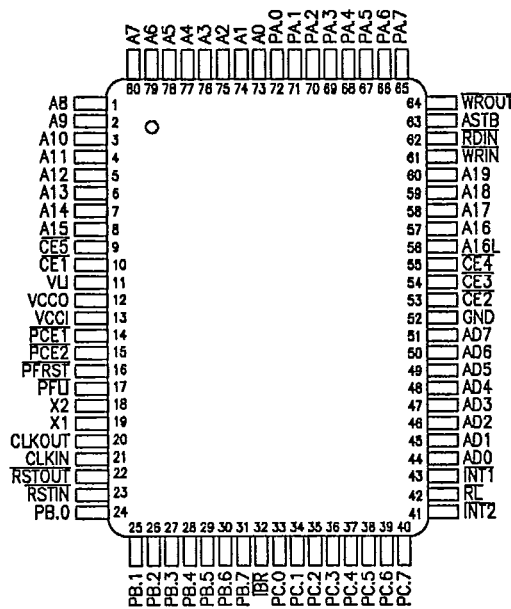 A7 A6 A5 A4 A3 A2 A1 A0 PA.0 PA.1 PA.2 PA.3 PA.4 PA.5 PA.6 PA.7
80 79 78 77 76 75 74 73 72 71 70 69 68 67 66 65
A8 1 64 WROUT
A9 2 63 ASTB
A10 3 62 RDIN
A11 4 61 WRIN
A12 5 60 A19
A13 6 59 A18
A14 7 58 A17
A15 8 57 A16
CE5 9 56 A16L
CE1 10 55 CE4
VLI 11 54 CE3
VCCO 12 53 CE2
VCCI 13 52 GND
PCE1 14 51 AD7
PCE2 15 50 AD6
PFRST 16 49 AD5
PFLI 17 48 AD4
X2 18 47 AD3
X1 19 46 AD2
CLKOUT 20 45 AD1
CLKIN 21 44 AD0
RSTOUT 22 43 INT1
RSTIN 23 42 RL
PB.0 24 41 INT2
25 26 27 28 29 30 31 32 33 34 35 36 37 38 39 40
PB.1 PB.2 PB.3 PB.4 PB.5 PB.6 PB.7 IBR PC.0 PC.1 PC.2 PC.3 PC.4 PC.5 PC.6 PC.7